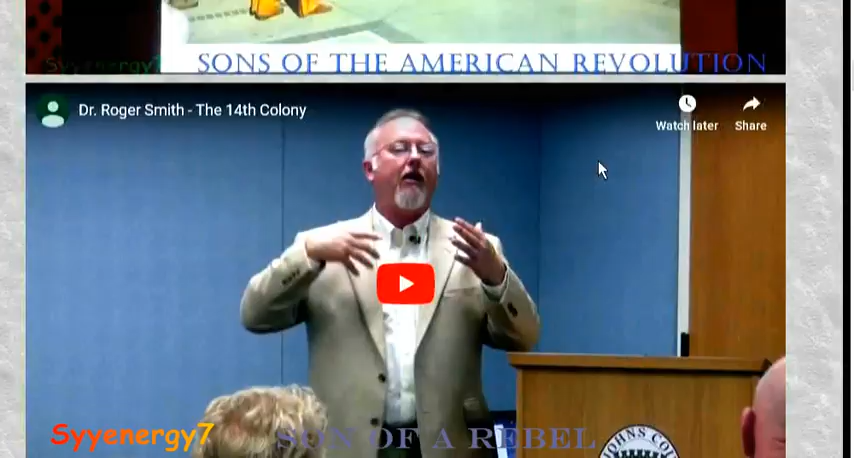 Syyenergy7
SONS OF THE AMERICAN REVOLUTION
Dr. Roger Smith - The 14th Colony
Watch later
Share
Syyenergy7
SON OF A REBEL
JOHNS